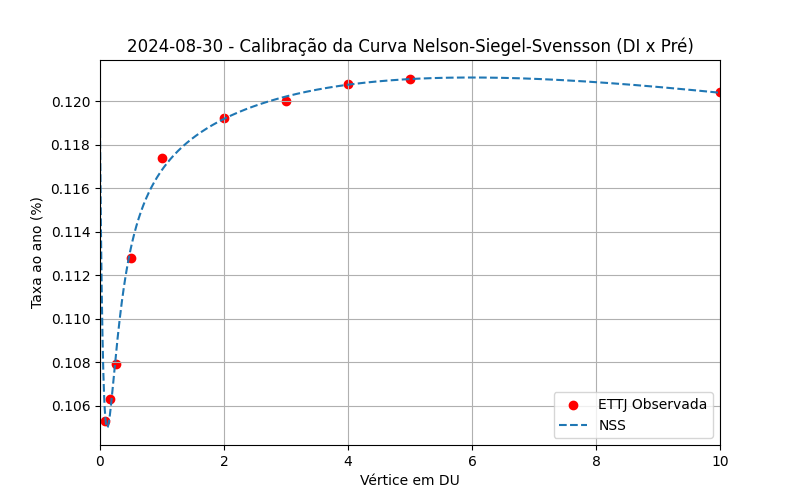 2024-08-30 - Calibração da Curva Nelson-Siegel-Svensson (DI x Pré)
Taxa ao ano (%)
0.120
0.118
0.116
0.114
0.112
0.110
0.108
0.106
0 2 4 6 8 10
Vértice em DU
ETTJ Observada
NSS